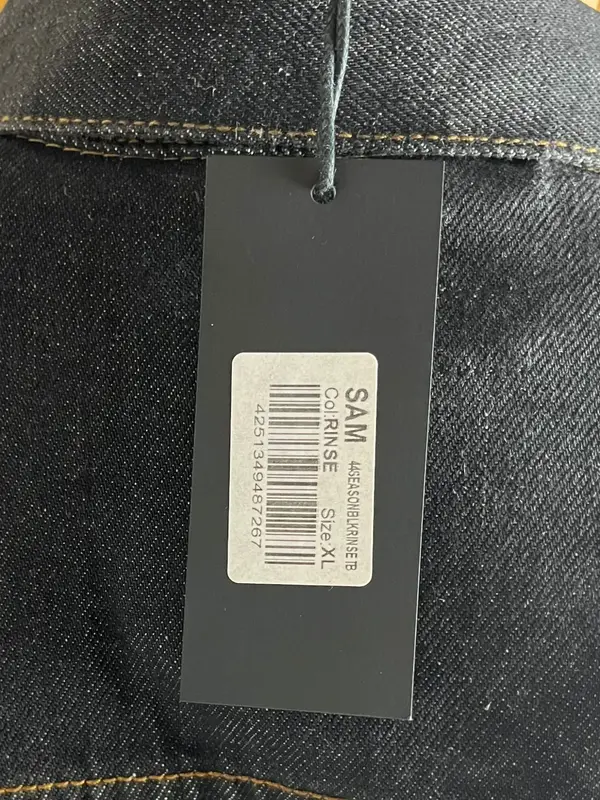 SAM 44SEASONBLKRINSETB
Col:RINSE Size:XL
4251349487267